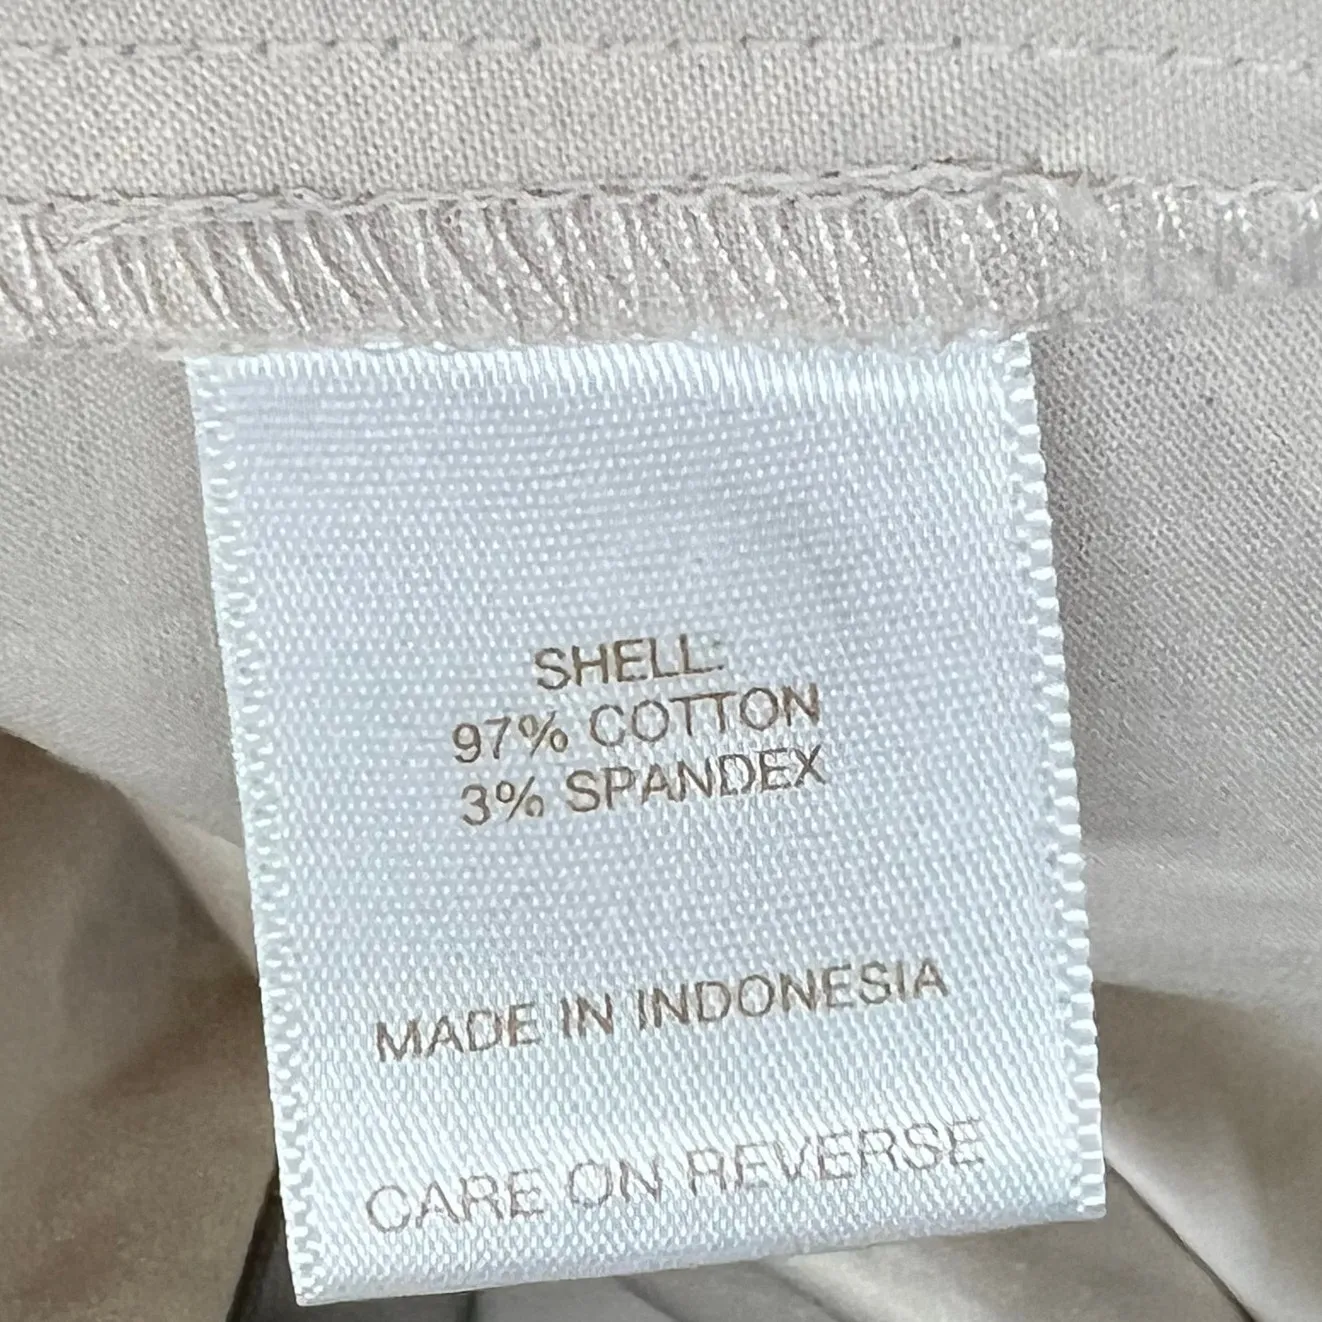 SHELL:
97% COTTON
3% SPANDEX
MADE IN INDONESIA
CARE ON REVERSE